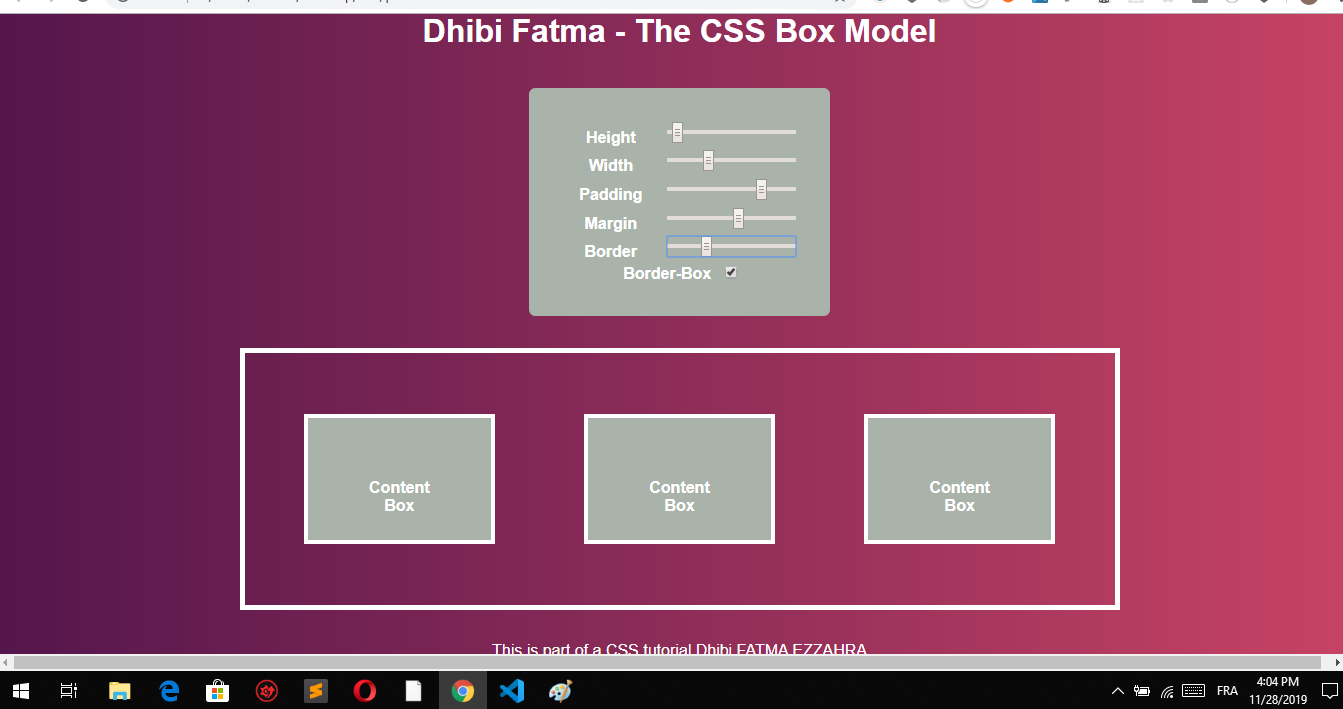 Dhibi Fatma - The CSS Box Model
Height
Width
Padding
Margin
Border
Border-Box
Content
Box
Content
Box
Content
Box
This is part of a CSS tutorial Dhibi FATMA EZZAHRA
FRA
4:04 PM
11/28/2019